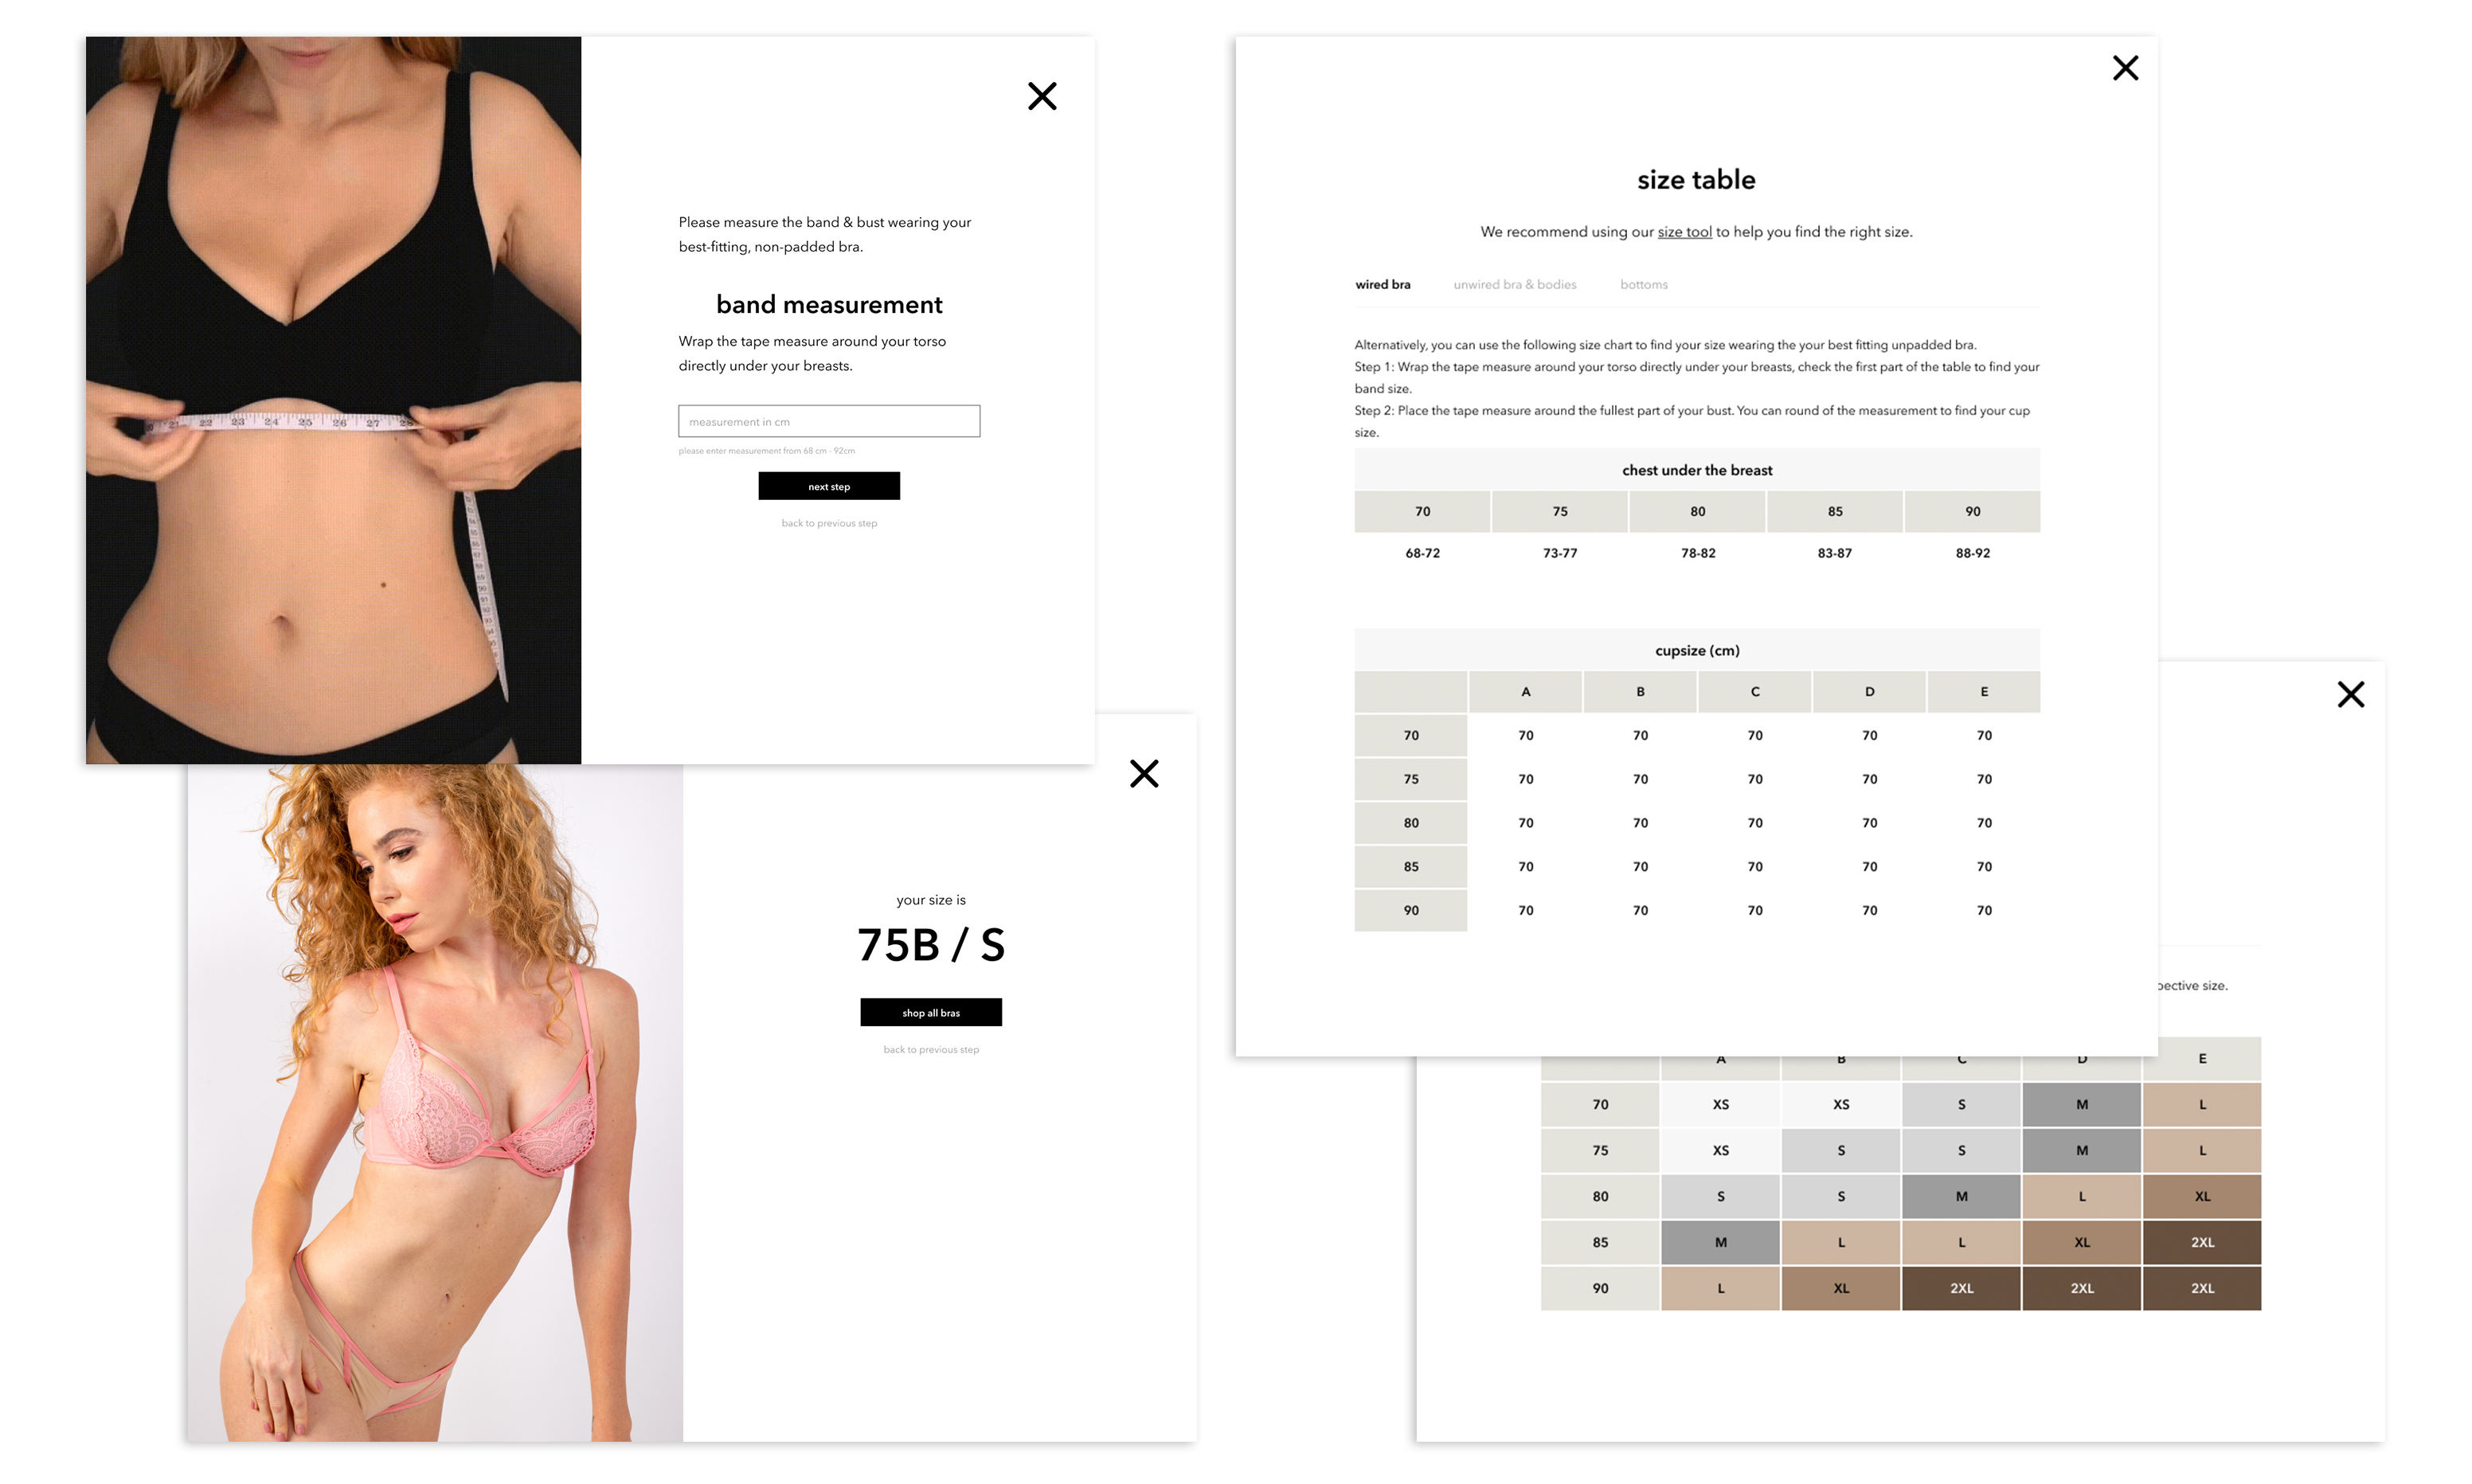 Please measure the band & bust wearing your
best-fitting, non-padded bra.
band measurement
Wrap the tape measure around your torso
directly under your breasts.
measurement in cm
please enter measurement from 68 cm - 92cm
next step
back to previous step
22 23 24 25 26 27 28
your size is
75B / S
shop all bras
back to previous step
size table
We recommend using our size tool to help you find the right size.
wired bra unwired bra & bodies bottoms
Alternatively, you can use the following size chart to find your size wearing the your best fitting unpadded bra.
Step 1: Wrap the tape measure around your torso directly under your breasts, check the first part of the table to find your
band size.
Step 2: Place the tape measure around the fullest part of your bust. You can round of the measurement to find your cup
size.
chest under the breast
70 75 80 85 90
68-72 73-77 78-82 83-87 88-92
cupsize (cm)
A B C D E
70 70 70 70 70 70
75 70 70 70 70 70
80 70 70 70 70 70
85 70 70 70 70 70
90 70 70 70 70 70
pective size.
A B C D E
70 XS XS S M L
75 XS S S M L
80 S S M L XL
85 M L L XL 2XL
90 L XL 2XL 2XL 2XL